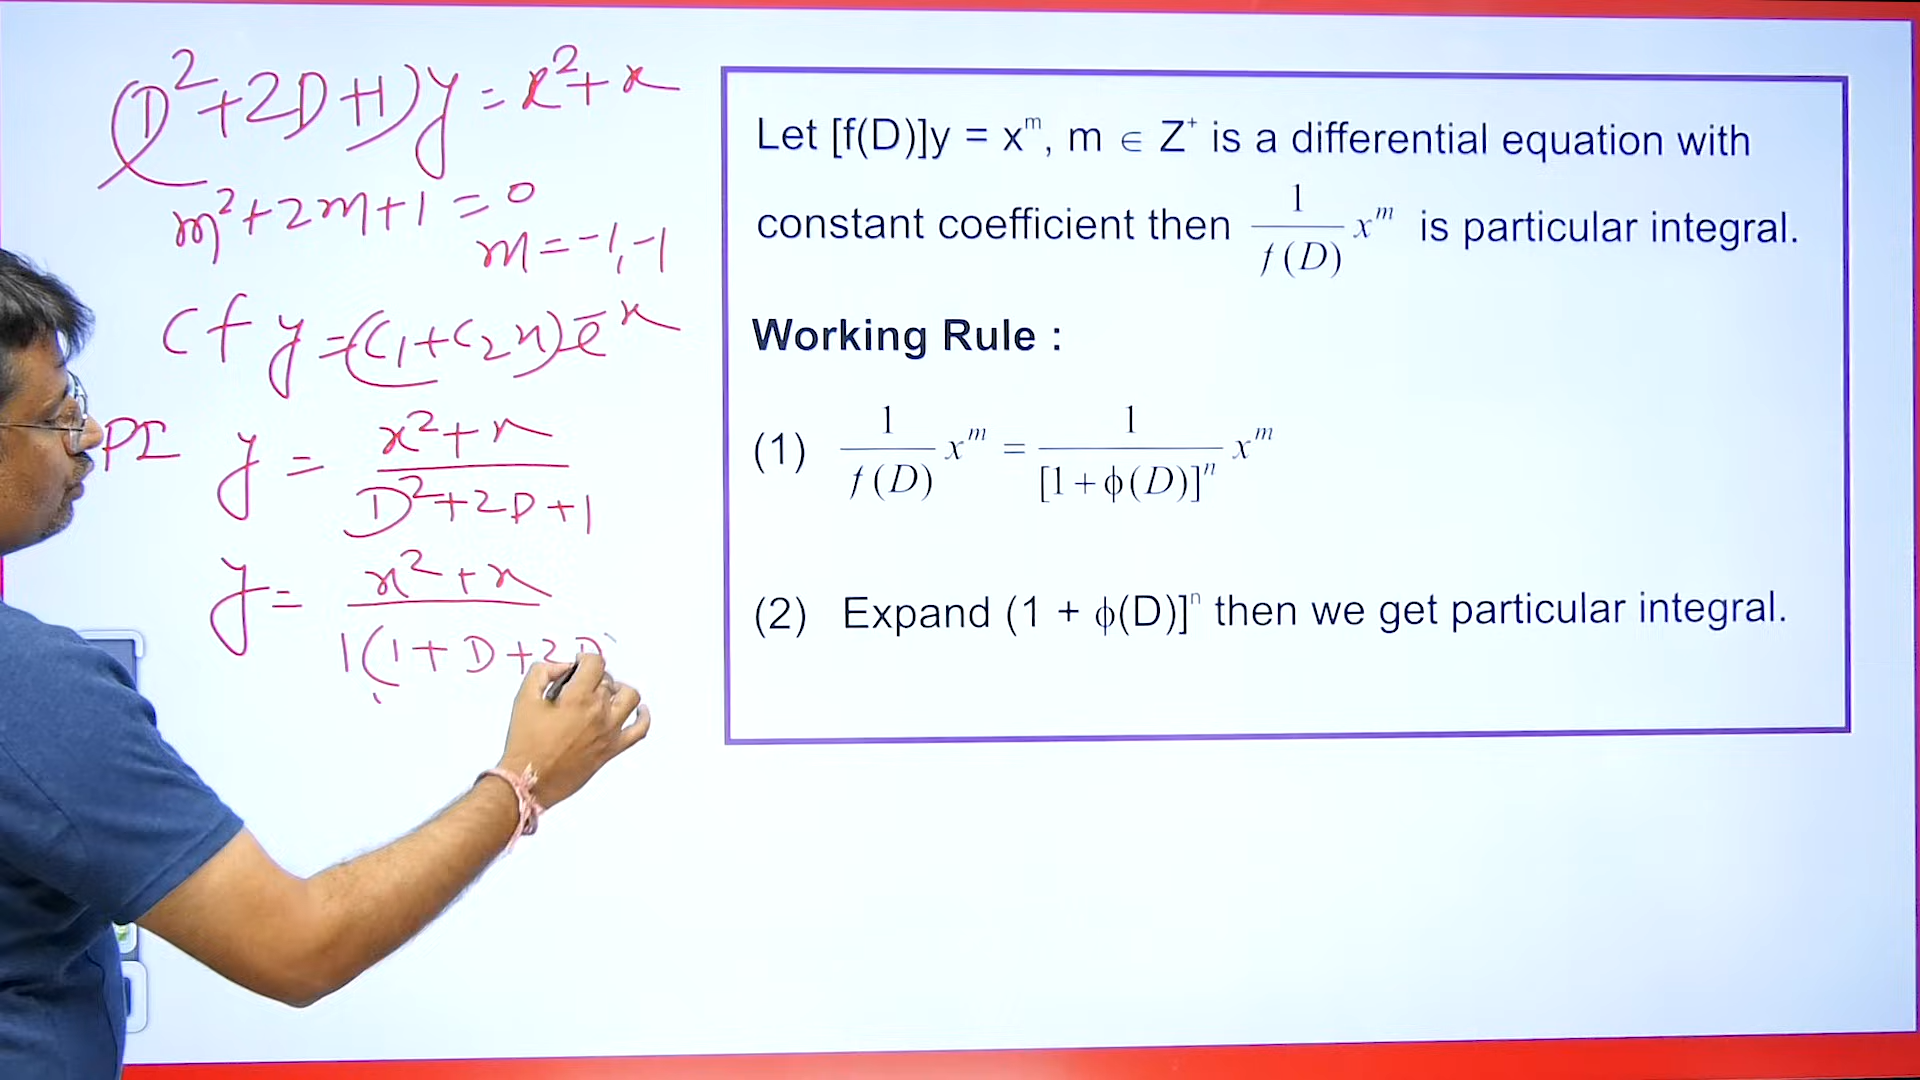 (D²+2D+1)y = x²+x
m²+2m+1 = 0
m = -1, -1
CF y = (C₁+C₂x)e⁻ˣ
PI y = x²+x / D²+2D+1
y = x²+x / 1(1+D+2D
Let [f(D)]y = xᵐ, m ∈ Z⁺ is a differential equation with
constant coefficient then 1/f(D) xᵐ is particular integral.
Working Rule :
(1) 1/f(D) xᵐ = 1/[1+ϕ(D)]ⁿ xᵐ
(2) Expand (1 + ϕ(D)]ⁿ then we get particular integral.